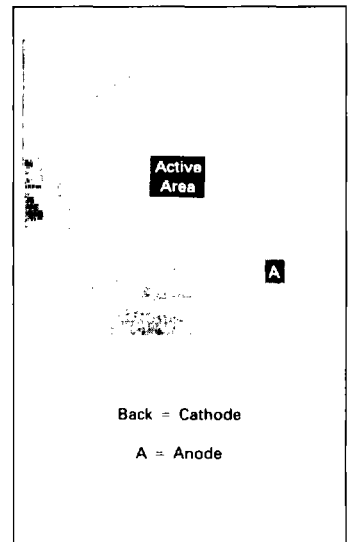 Active
Area
A
Back = Cathode
A = Anode